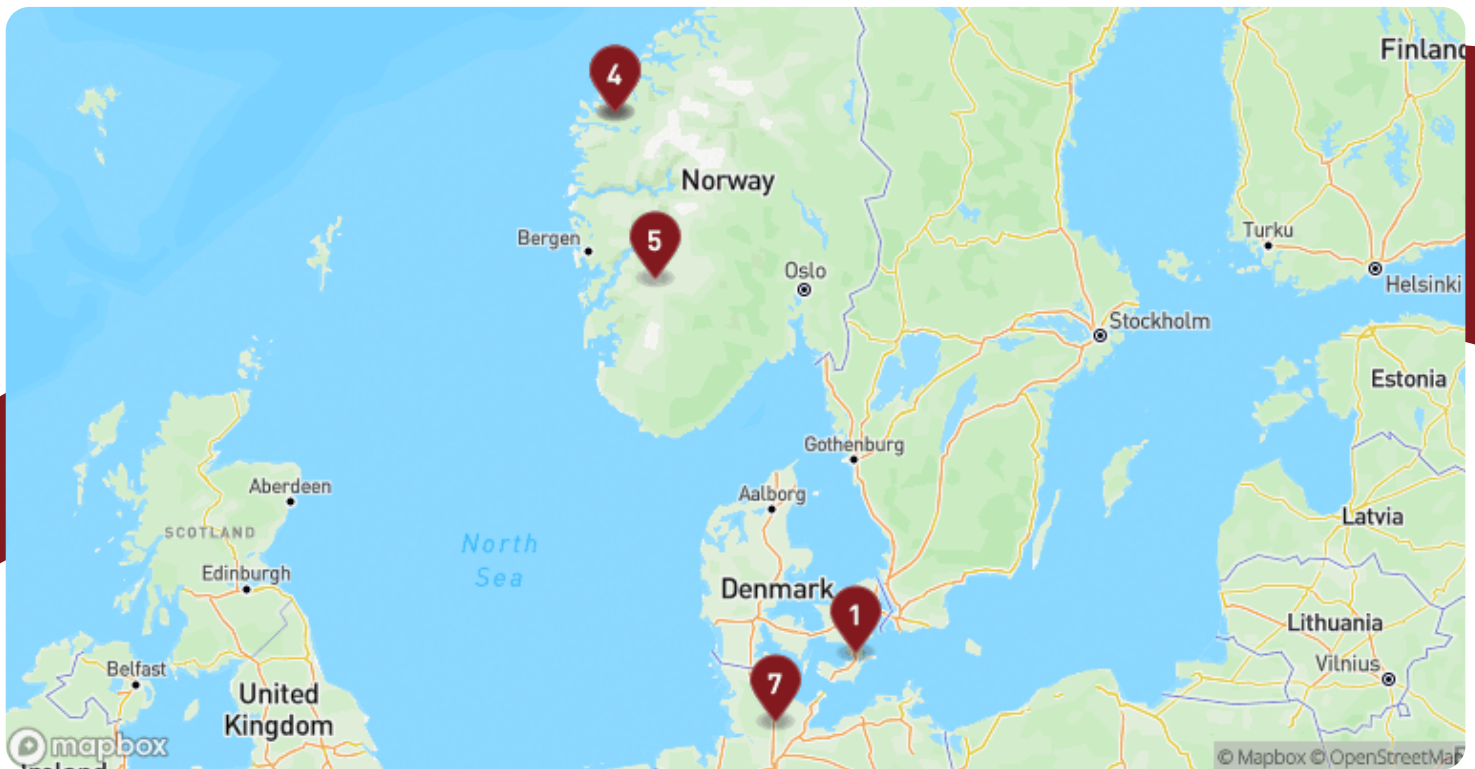 Finland
4
Norway
Bergen
5
Turku
Oslo
Helsinki
Stockholm
Estonia
Gothenburg
Aberdeen
Aalborg
SCOTLAND
Latvia
North
Sea
Edinburgh
Denmark
1
Lithuania
Belfast
Vilnius
7
United
Kingdom
mapbox
© Mapbox © OpenStreetMap
Ireland